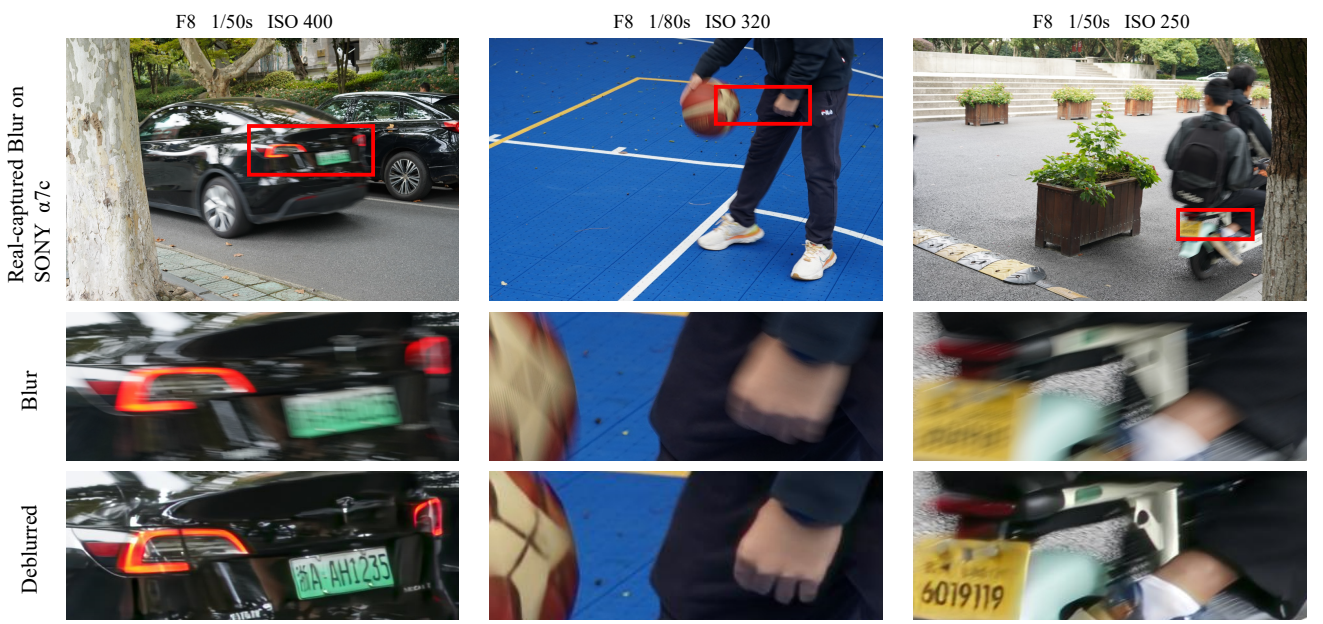 F8 1/50s ISO 400
F8 1/80s ISO 320
F8 1/50s ISO 250
Real-captured Blur on
SONY α7c
FILA
Blur
Deblurred
浙A·AH1235
6019119